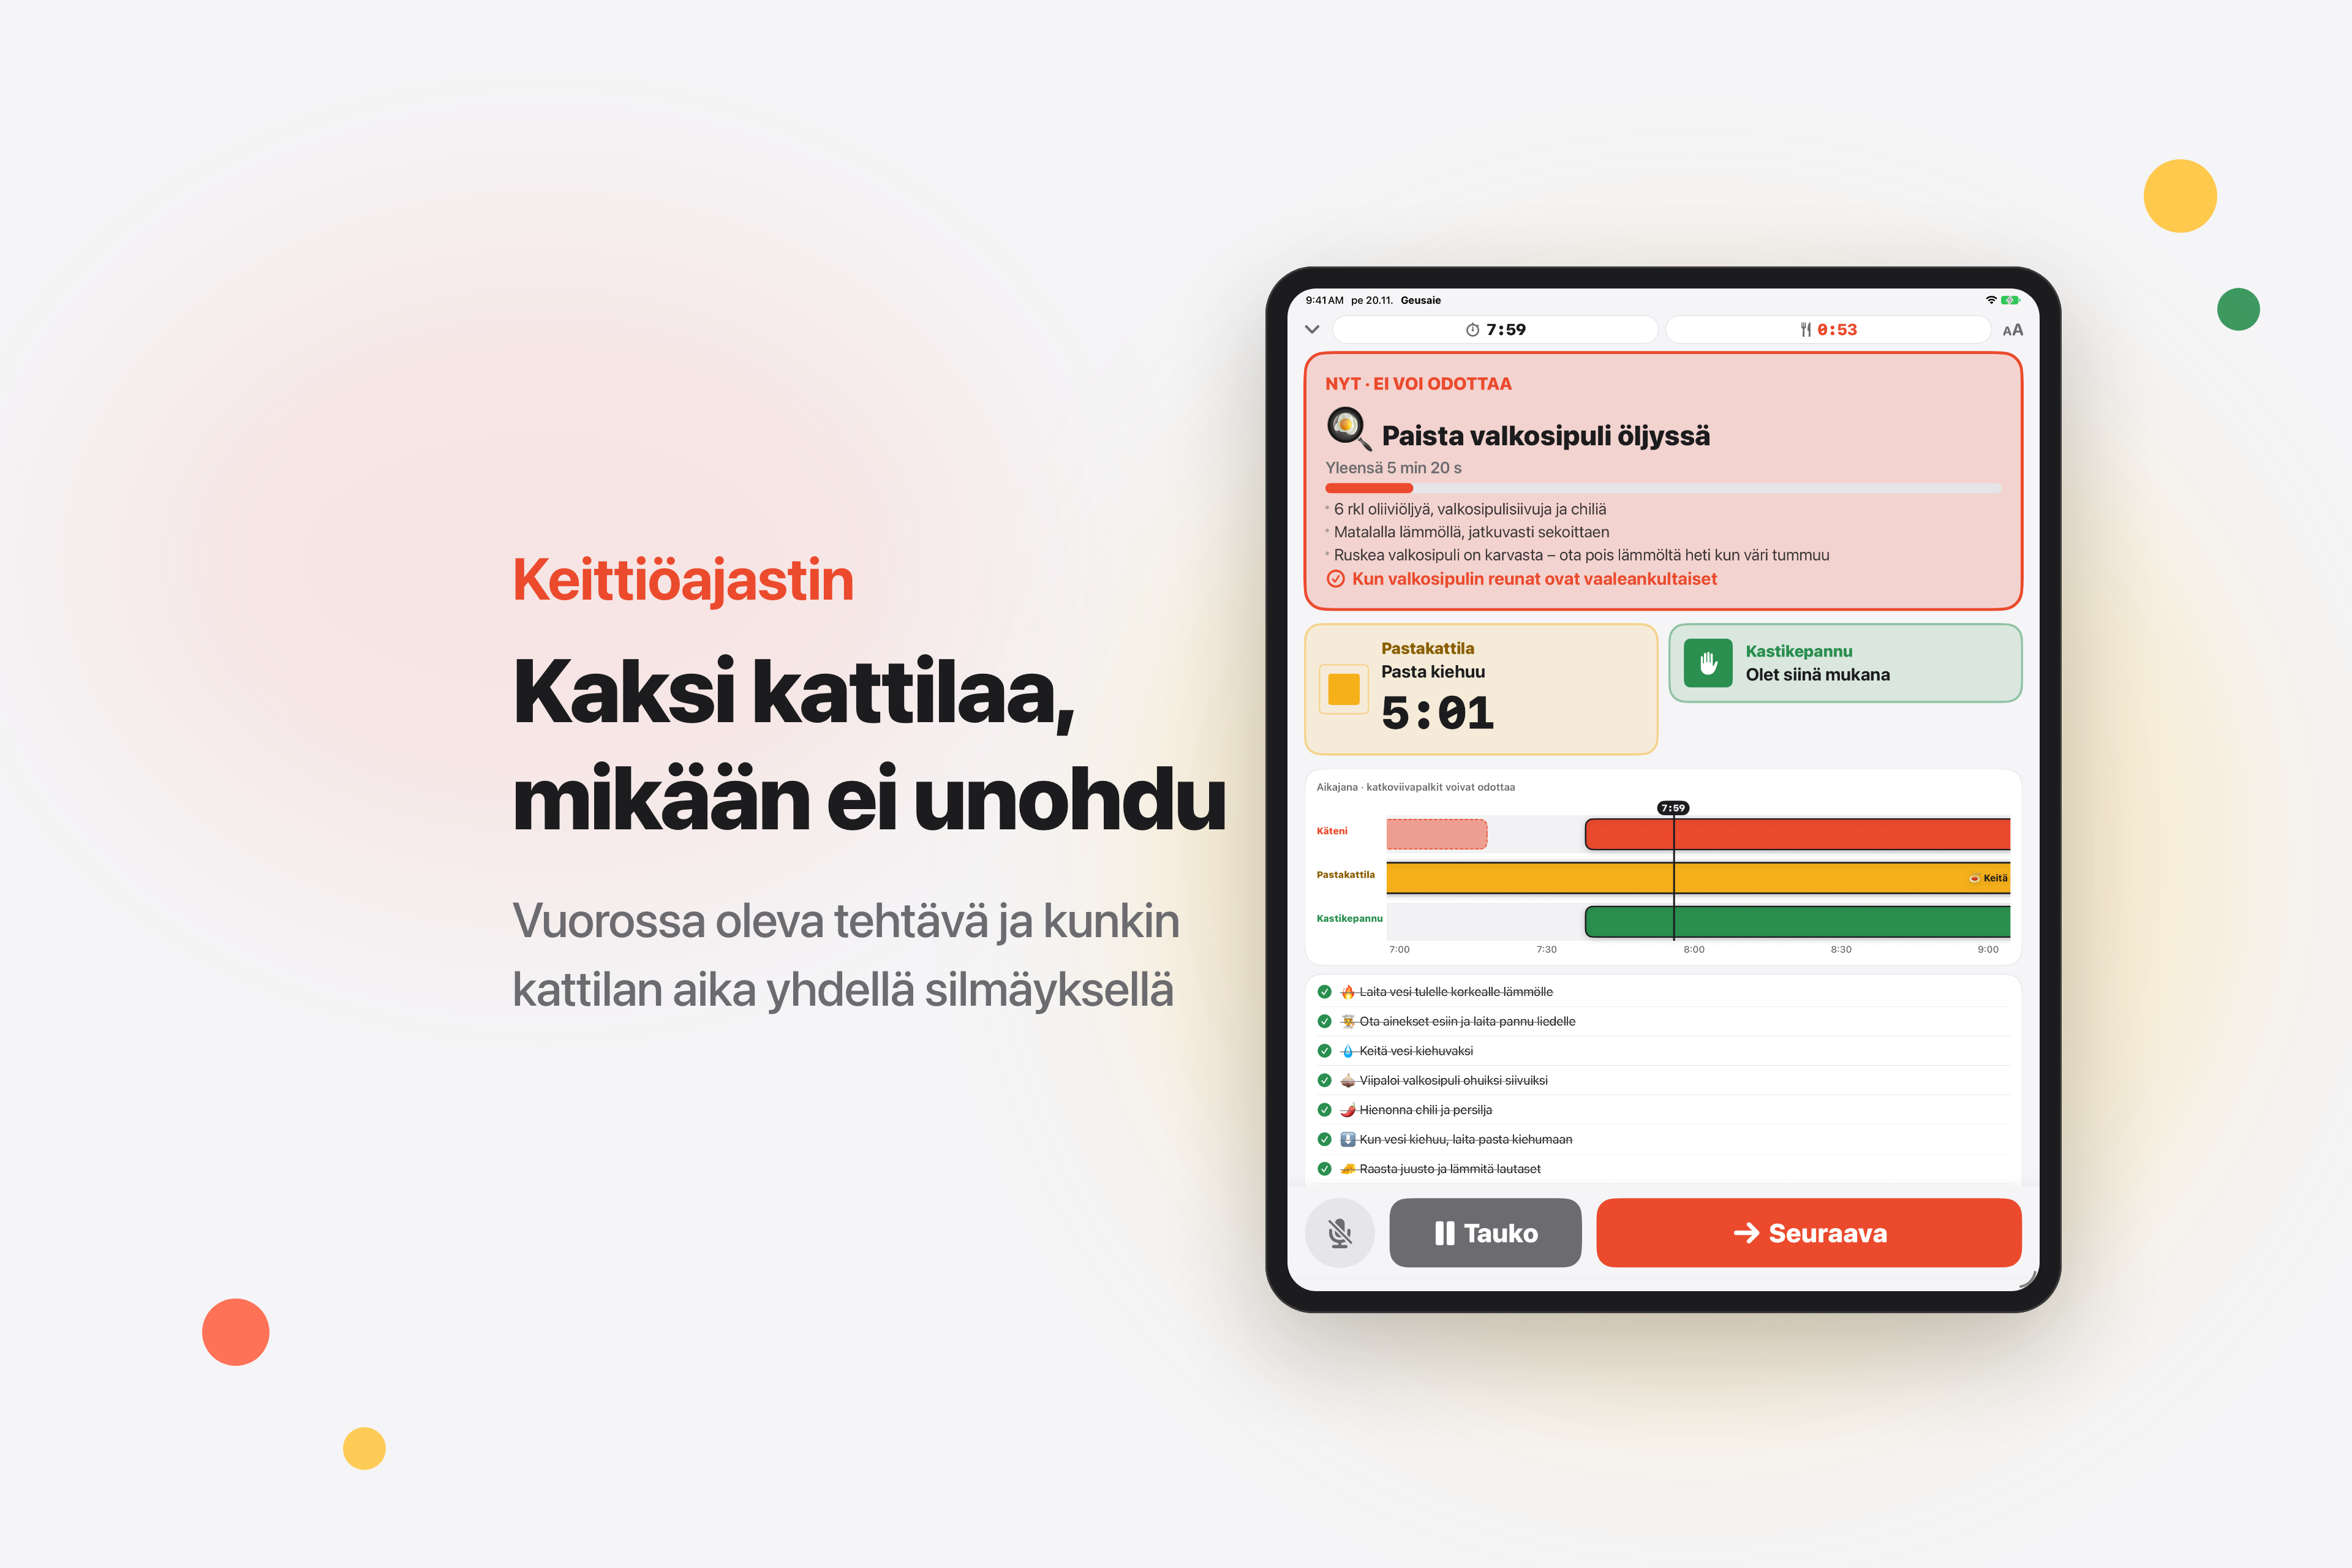 Keittiöajastin
Kaksi kattilaa,
mikään ei unohdu
Vuorossa oleva tehtävä ja kunkin
kattilan aika yhdellä silmäyksellä
9:41 AM pe 20.11. Geusaie
7:59
0:53
AA
NYT · EI VOI ODOTTAA
Paista valkosipuli öljyssä
Yleensä 5 min 20 s
• 6 rkl oliiviöljyä, valkosipulisiivuja ja chiliä
• Matalalla lämmöllä, jatkuvasti sekoittaen
• Ruskea valkosipuli on karvasta – ota pois lämmöltä heti kun väri tummuu
Kun valkosipulin reunat ovat vaaleankultaiset
Pastakattila
Pasta kiehuu
5:01
Kastikepannu
Olet siinä mukana
Aikajana · katkoviivapalkit voivat odottaa
7:59
Käteni
Pastakattila
Keitä
Kastikepannu
7:00 7:30 8:00 8:30 9:00
Laita vesi tulelle korkealle lämmölle
Ota ainekset esiin ja laita pannu liedelle
Keitä vesi kiehuvaksi
Viipaloi valkosipuli ohuiksi siivuiksi
Hienonna chili ja persilja
Kun vesi kiehuu, laita pasta kiehumaan
Raasta juusto ja lämmitä lautaset
Tauko
Seuraava